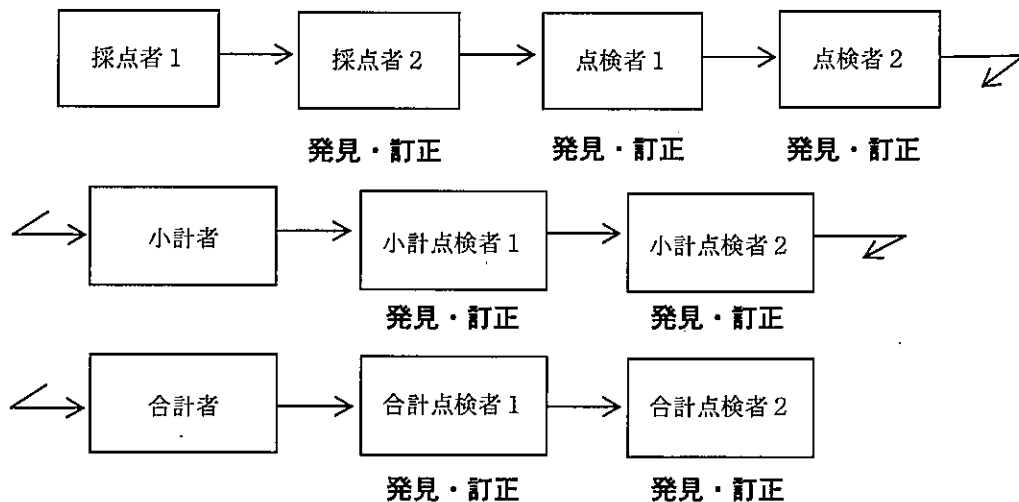 採点者1 採点者2 点検者1 点検者2
発見・訂正 発見・訂正 発見・訂正
小計者 小計点検者1 小計点検者2
発見・訂正 発見・訂正
合計者 合計点検者1 合計点検者2
発見・訂正 発見・訂正